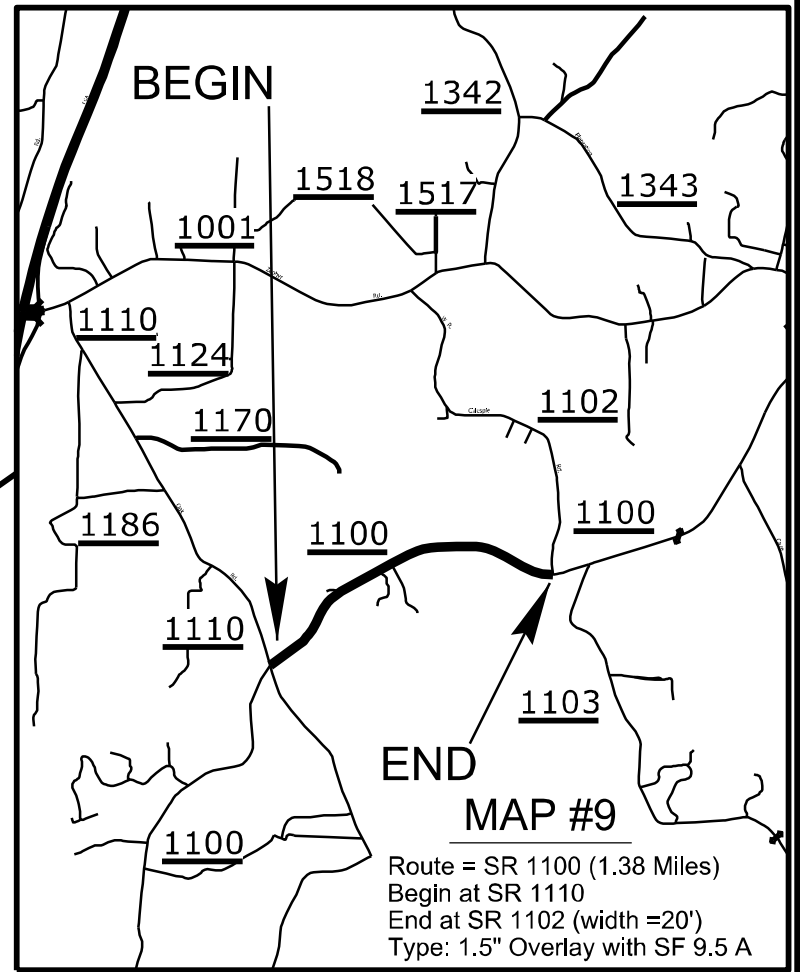 BEGIN
1342
1518
1517
1343
1001
Rd.
1110
1124
1102
1170
Gillespie
1100
1100
1186
1110
1103
END
MAP #9
1100
Route = SR 1100 (1.38 Miles)
Begin at SR 1110
End at SR 1102 (width =20')
Type: 1.5" Overlay with SF 9.5 A